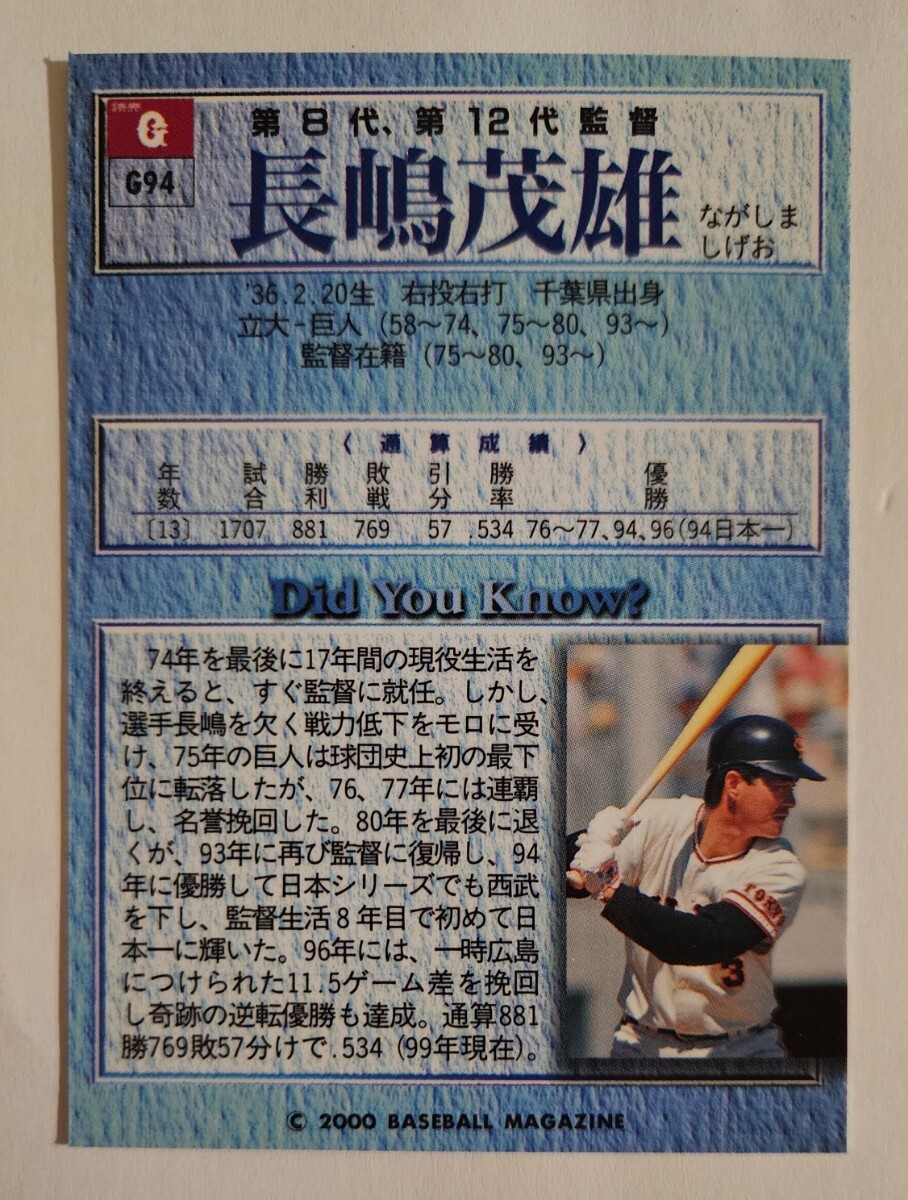 読売
G
G94
第8代、第12代監督
長嶋茂雄
ながしま
しげお
'36.2.20生 右投右打 千葉県出身
立大-巨人(58〜74、75〜80、93〜)
監督在籍(75〜80、93〜)
〈通算成績〉
年数 試合 勝利 敗戦 引分 勝率 優勝
〔13〕 1707 881 769 57 .534 76〜77、94、96(94日本一)
Did You Know?
74年を最後に17年間の現役生活を
終えると、すぐ監督に就任。しかし、
選手長嶋を欠く戦力低下をモロに受
け、75年の巨人は球団史上初の最下
位に転落したが、76、77年には連覇
し、名誉挽回した。80年を最後に退
くが、93年に再び監督に復帰し、94
年に優勝して日本シリーズでも西武
を下し、監督生活8年目で初めて日
本一に輝いた。96年には、一時広島
につけられた11.5ゲーム差を挽回
し奇跡の逆転優勝も達成。通算881
勝769敗57分けで.534(99年現在)。
TOKYO
3
© 2000 BASEBALL MAGAZINE